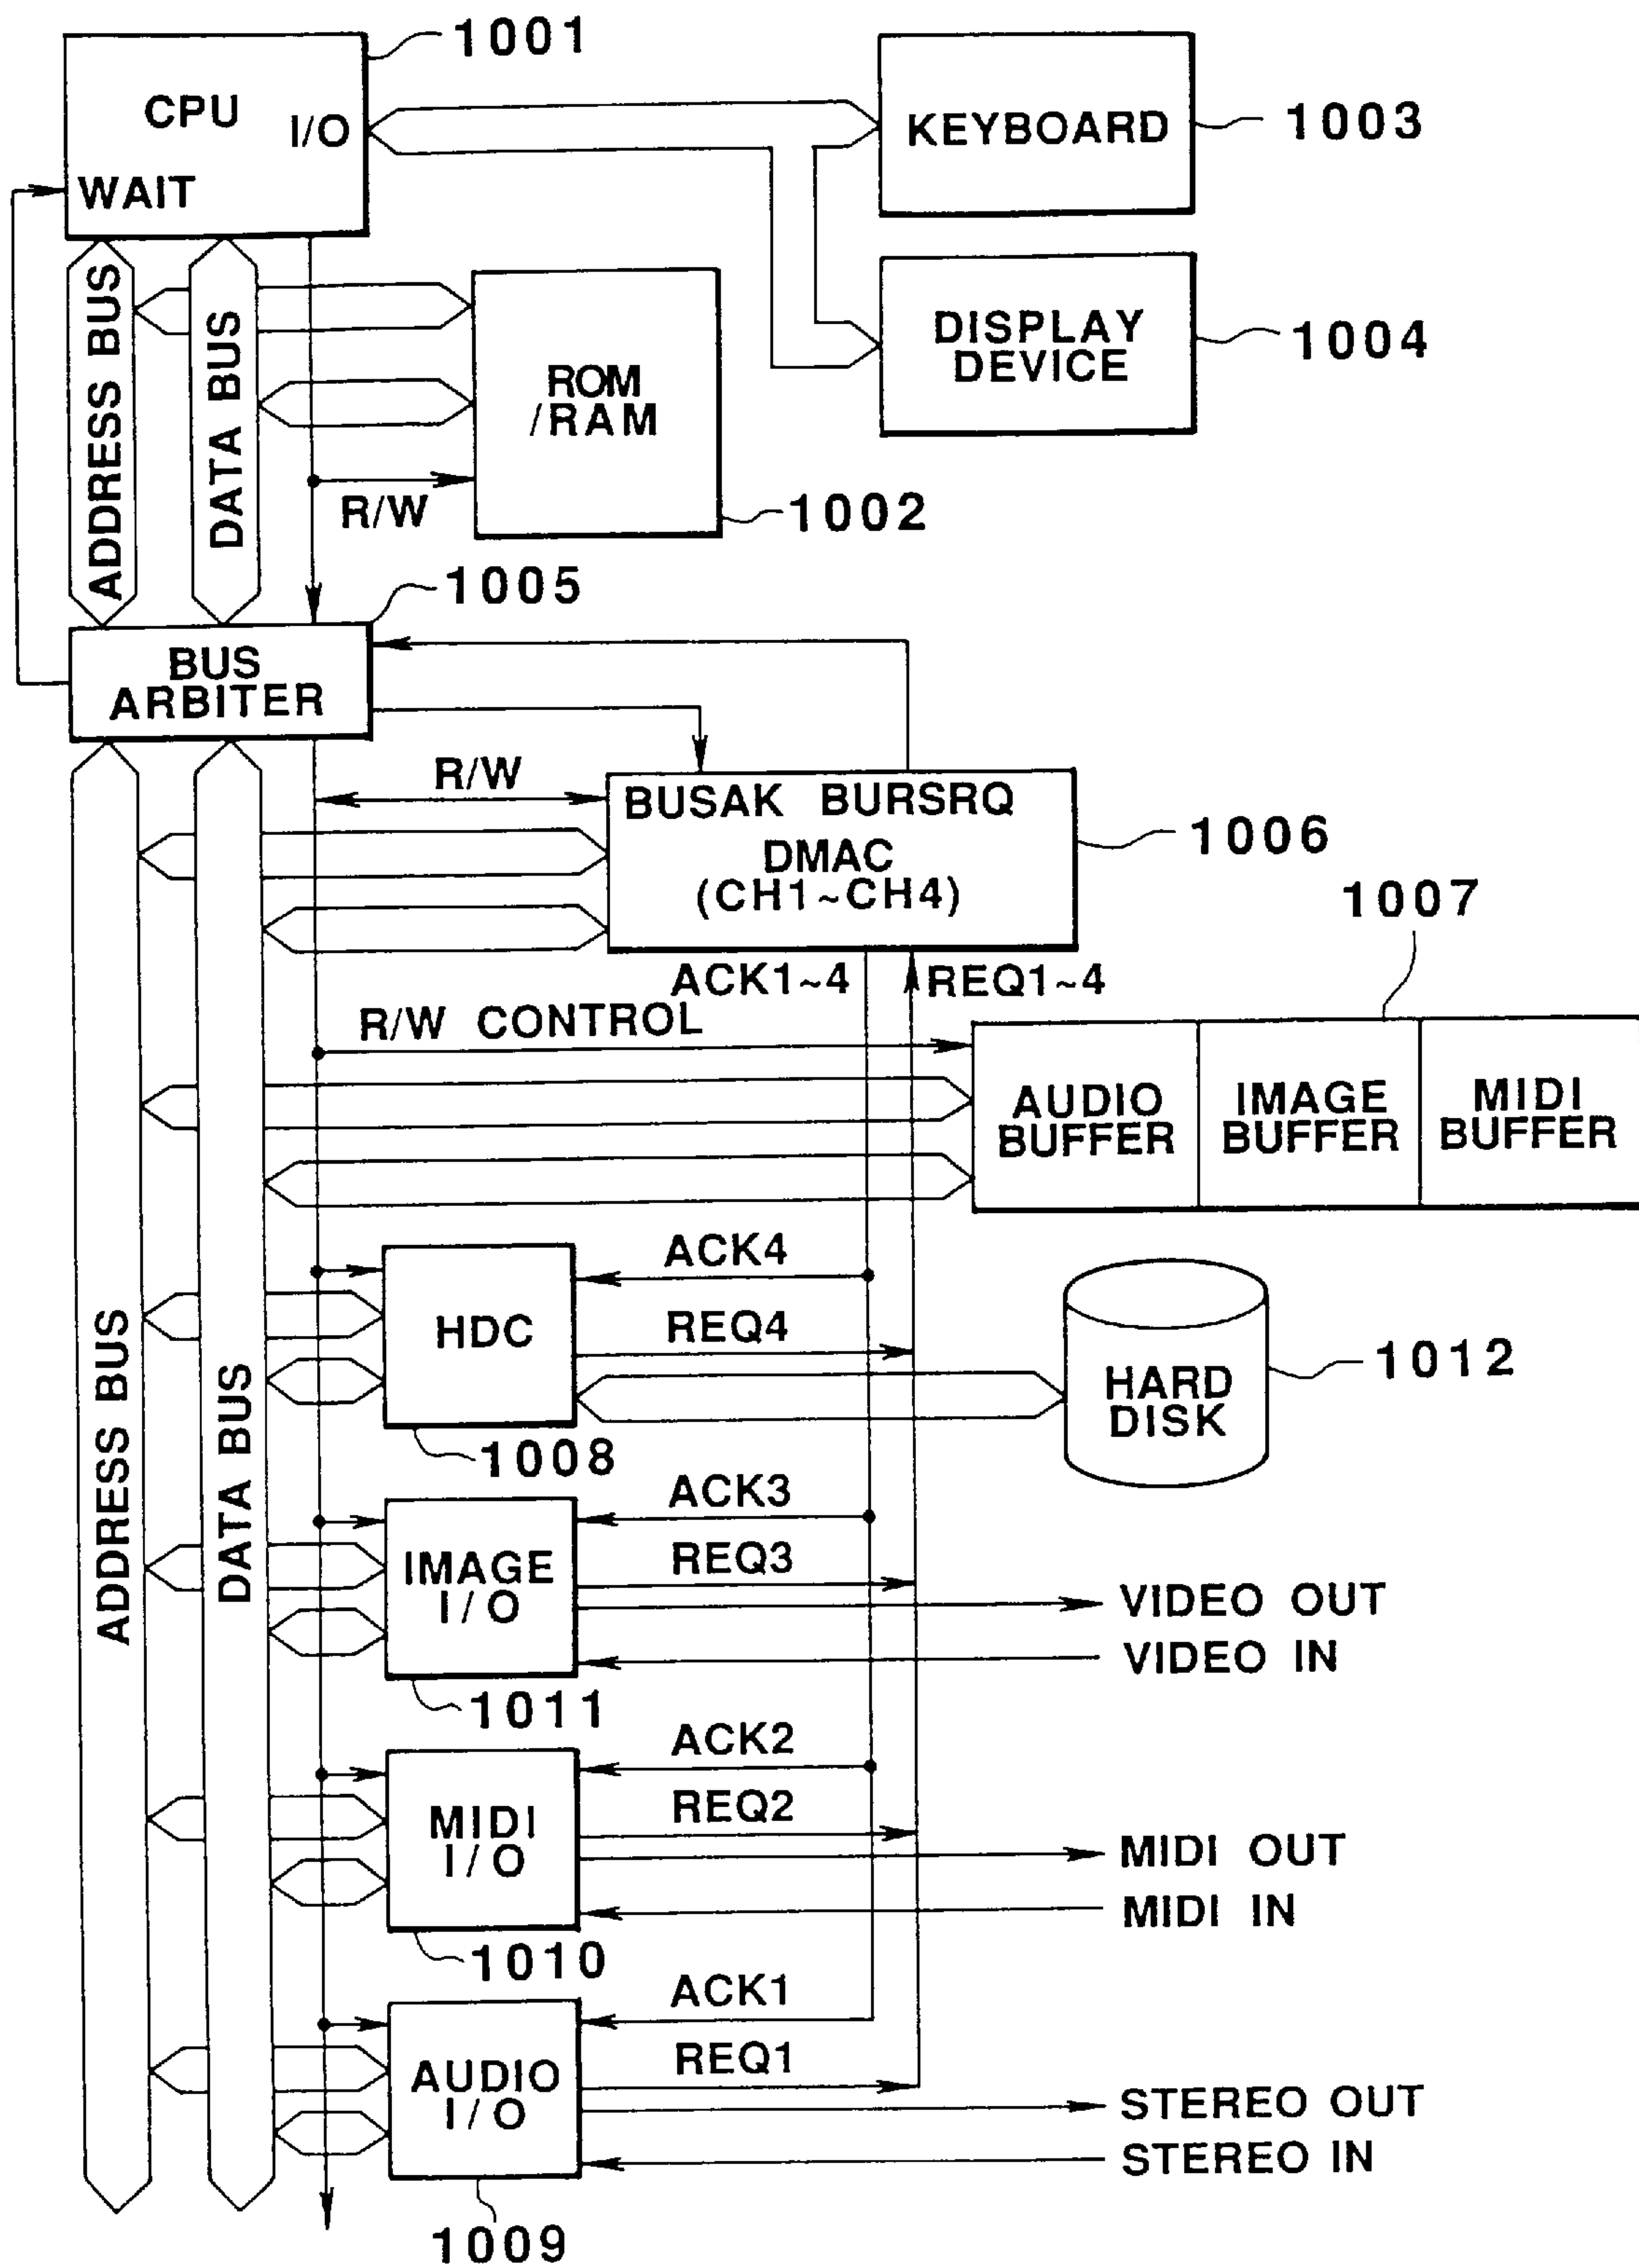 1001
CPU
I/O
WAIT
KEYBOARD
1003
DISPLAY
DEVICE
1004
ADDRESS BUS
DATA BUS
ROM
/RAM
R/W
1002
1005
BUS
ARBITER
R/W
BUSAK BURSRQ
DMAC
(CH1~CH4)
1006
1007
ACK1~4
REQ1~4
R/W CONTROL
AUDIO
BUFFER
IMAGE
BUFFER
MIDI
BUFFER
ADDRESS BUS
DATA BUS
ACK4
HDC
REQ4
1008
HARD
DISK
1012
ACK3
IMAGE
I/O
REQ3
1011
VIDEO OUT
VIDEO IN
ACK2
MIDI
I/O
REQ2
1010
MIDI OUT
MIDI IN
ACK1
AUDIO
I/O
REQ1
1009
STEREO OUT
STEREO IN